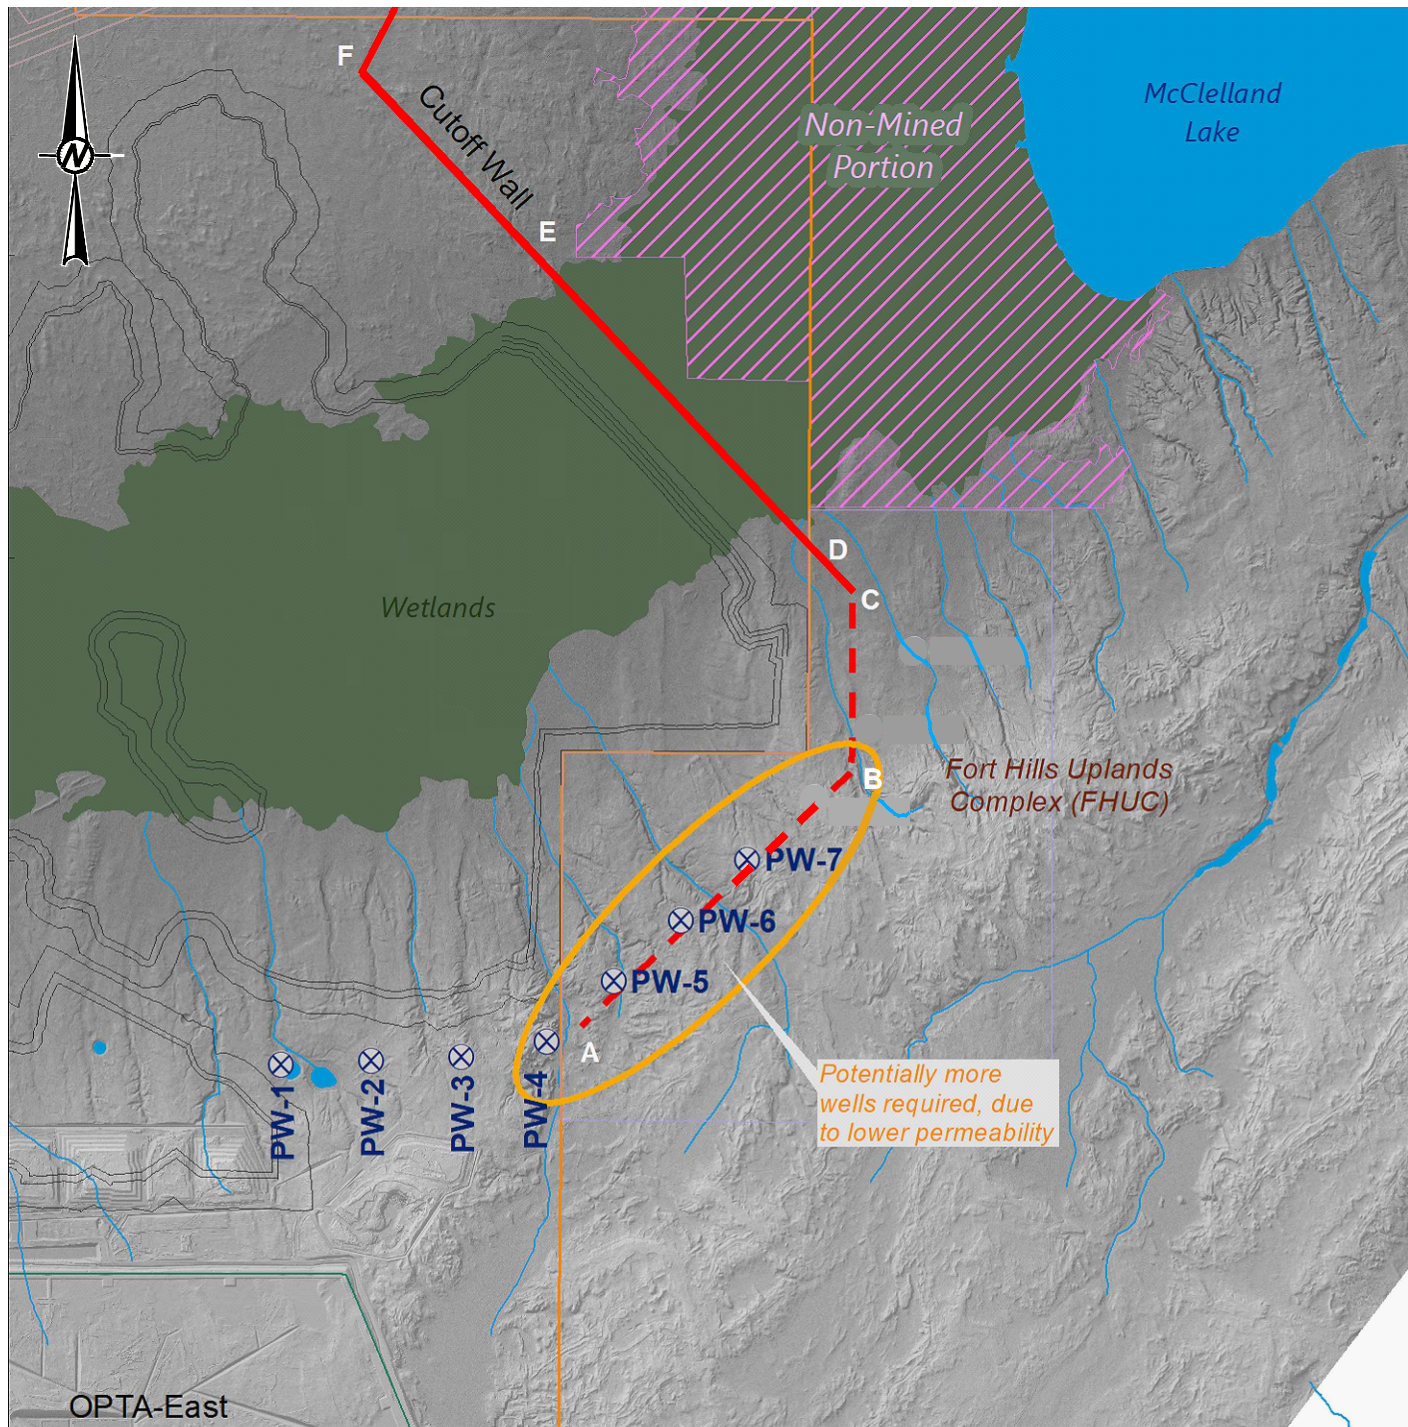 F
Cutoff Wall
N
McClelland
Lake
Non-Mined
Portion
E
D
C
Wetlands
B
Fort Hills Uplands
Complex (FHUC)
PW-7
PW-6
PW-5
A
PW-1
PW-2
PW-3
PW-4
Potentially more
wells required, due
to lower permeability
OPTA-East